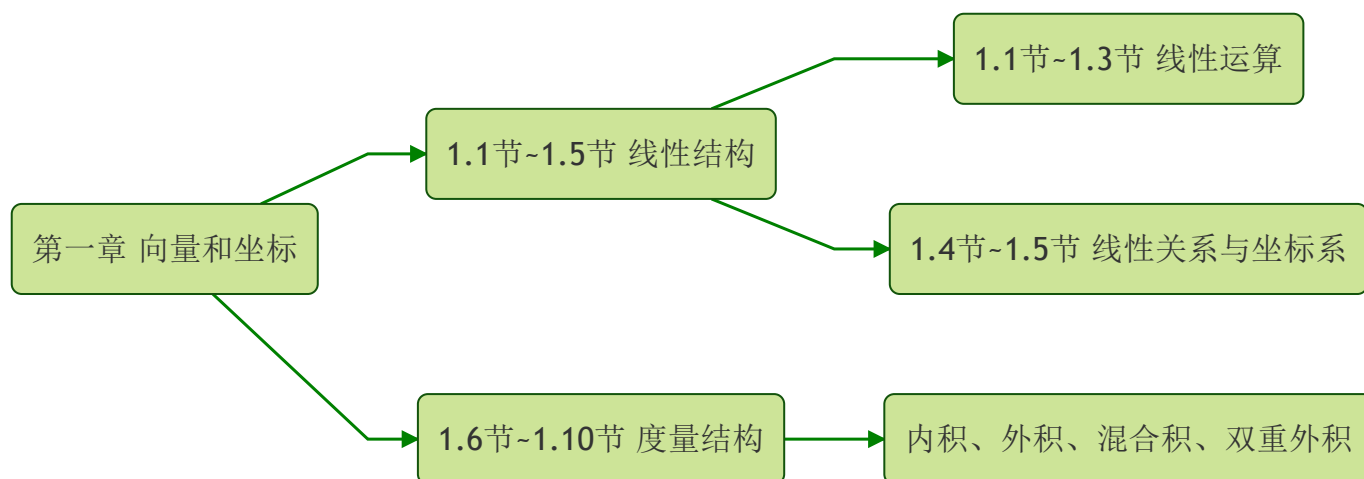 第一章 向量和坐标
1.1节~1.5节 线性结构
1.1节~1.3节 线性运算
1.4节~1.5节 线性关系与坐标系
1.6节~1.10节 度量结构
内积、外积、混合积、双重外积